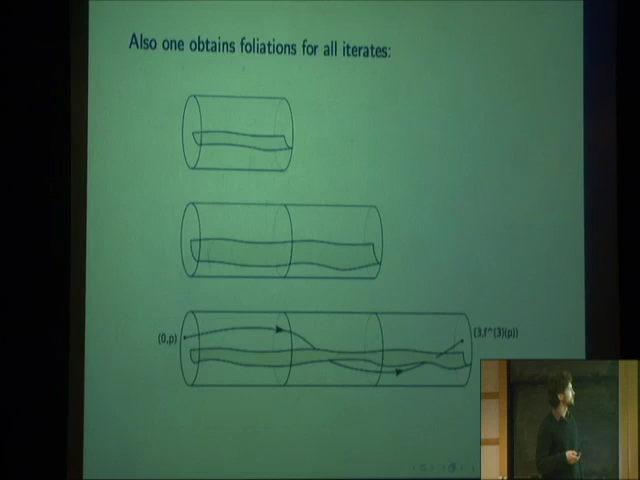 Also one obtains foliations for all iterates:
(0,p)
(3,f^(3)(p))